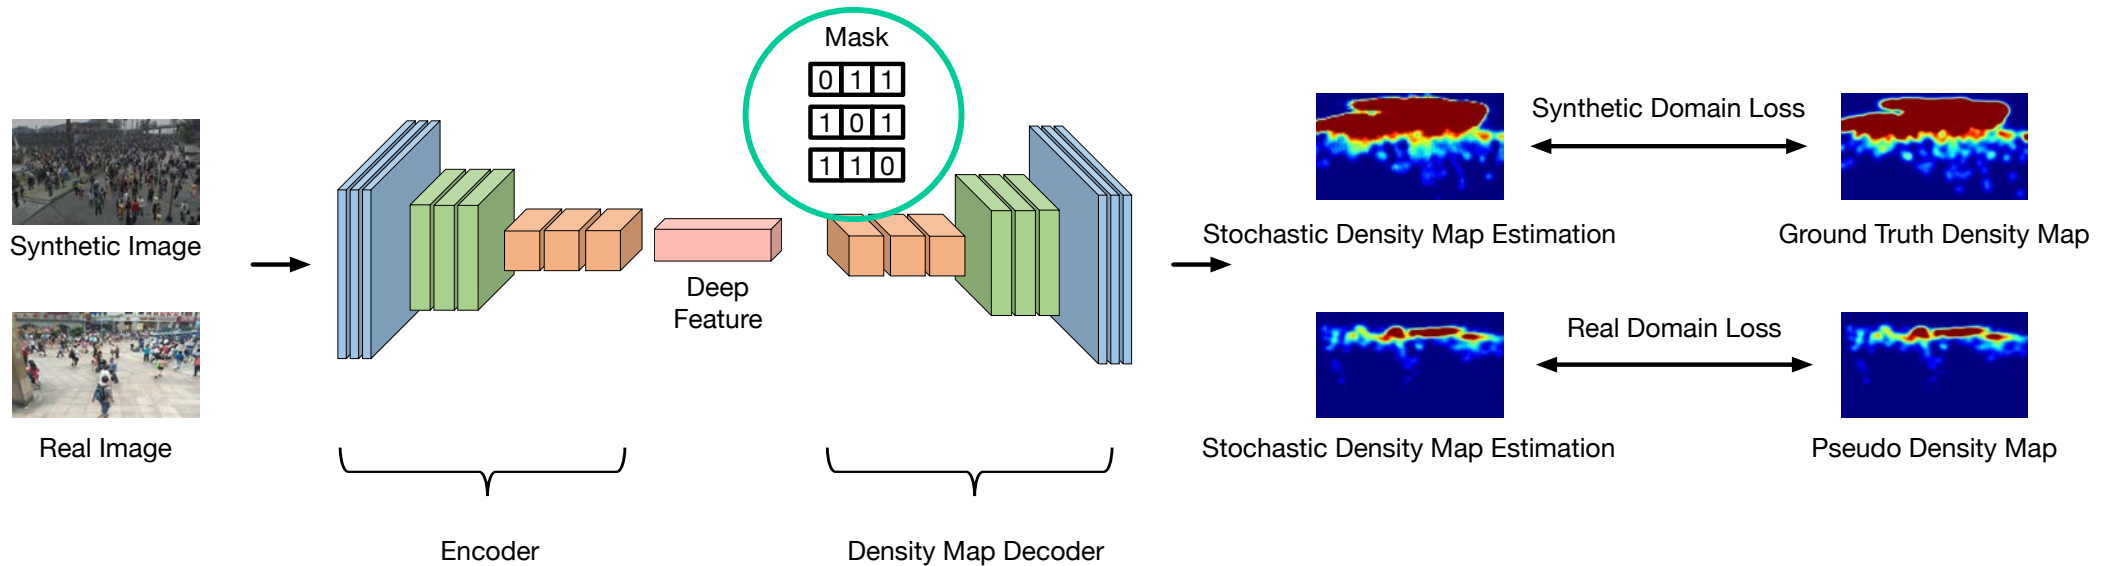 Mask
0 1 1
1 0 1
1 1 0
Synthetic Image
Real Image
Deep
Feature
Encoder
Density Map Decoder
Synthetic Domain Loss
Stochastic Density Map Estimation
Ground Truth Density Map
Real Domain Loss
Stochastic Density Map Estimation
Pseudo Density Map